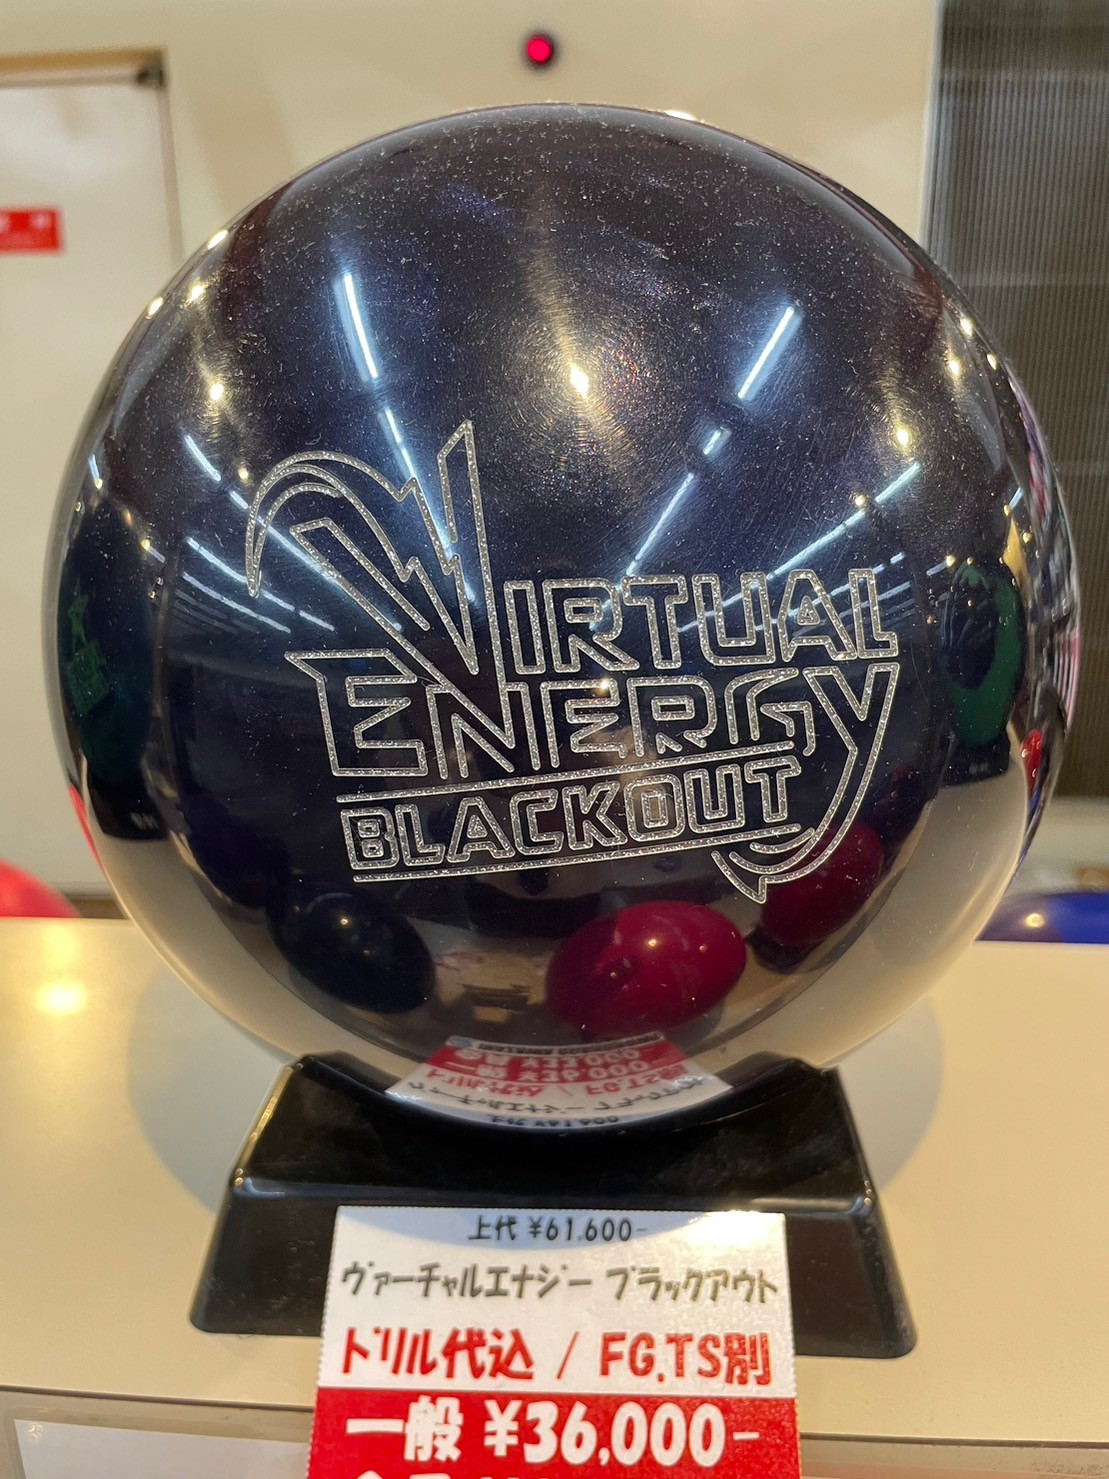 VIRTUAL
ENERGY
BLACKOUT
上代 ¥61,600-
ヴァーチャルエナジー ブラックアウト
ドリル代込 / FG.TS別
一般 ¥36,000-